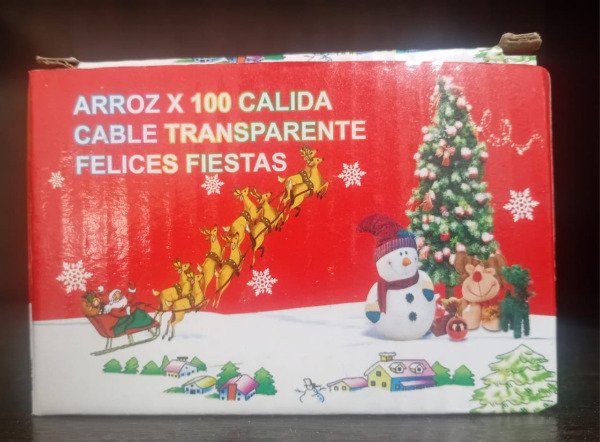 ARROZ X 100 CALIDA
CABLE TRANSPARENTE
FELICES FIESTAS